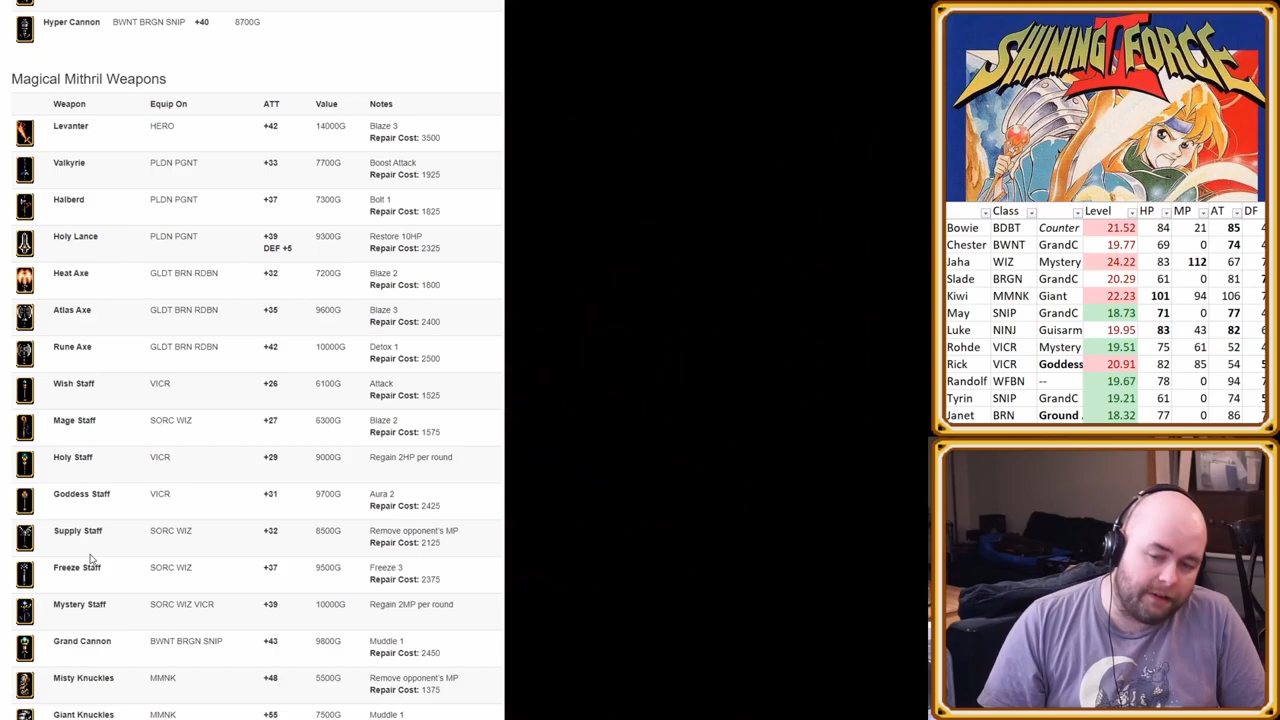 Hyper Cannon BWNT BRGN SNIP +40 8700G
Magical Mithril Weapons
Weapon Equip On ATT Value Notes
Levanter HERO +42 14000G Blaze 3
Repair Cost: 3500
Valkyrie PLDN PGNT +33 7700G Boost Attack
Repair Cost: 1925
Halberd PLDN PGNT +37 7300G Bolt 1
Repair Cost: 1825
Holy Lance PLDN PGNT +39 9300G Restore 10HP
DEF +5 Repair Cost: 2325
Heat Axe GLDT BRN RDBN +32 7200G Blaze 2
Repair Cost: 1800
Atlas Axe GLDT BRN RDBN +35 9600G Blaze 3
Repair Cost: 2400
Rune Axe GLDT BRN RDBN +42 10000G Detox 1
Repair Cost: 2500
Wish Staff VICR +26 6100G Attack
Repair Cost: 1525
Mage Staff SORC WIZ +27 6300G Blaze 2
Repair Cost: 1575
Holy Staff VICR +29 9000G Regain 2HP per round
Goddess Staff VICR +31 9700G Aura 2
Repair Cost: 2425
Supply Staff SORC WIZ +32 8500G Remove opponent's MP
Repair Cost: 2125
Freeze Staff SORC WIZ +37 9500G Freeze 3
Repair Cost: 2375
Mystery Staff SORC WIZ VICR +39 10000G Regain 2MP per round
Grand Cannon BWNT BRGN SNIP +43 9800G Muddle 1
Repair Cost: 2450
Misty Knuckles MMNK +48 5500G Remove opponent's MP
Repair Cost: 1375
Giant Knuckles MMNK +55 7500G Muddle 1
SHINING FORCE
II
Class Level HP MP AT DF
Bowie BDBT Counter 21.52 84 21 85
Chester BWNT GrandC 19.77 69 0 74
Jaha WIZ Mystery 24.22 83 112 67
Slade BRGN GrandC 20.29 61 0 81
Kiwi MMNK Giant 22.23 101 94 106
May SNIP GrandC 18.73 71 0 77
Luke NINJ Guisarm 19.95 83 43 82
Rohde VICR Mystery 19.51 75 61 52
Rick VICR Goddess 20.91 82 85 54
Randolf WFBN -- 19.67 78 0 94
Tyrin SNIP GrandC 19.21 61 0 74
Janet BRN Ground 18.32 77 0 86